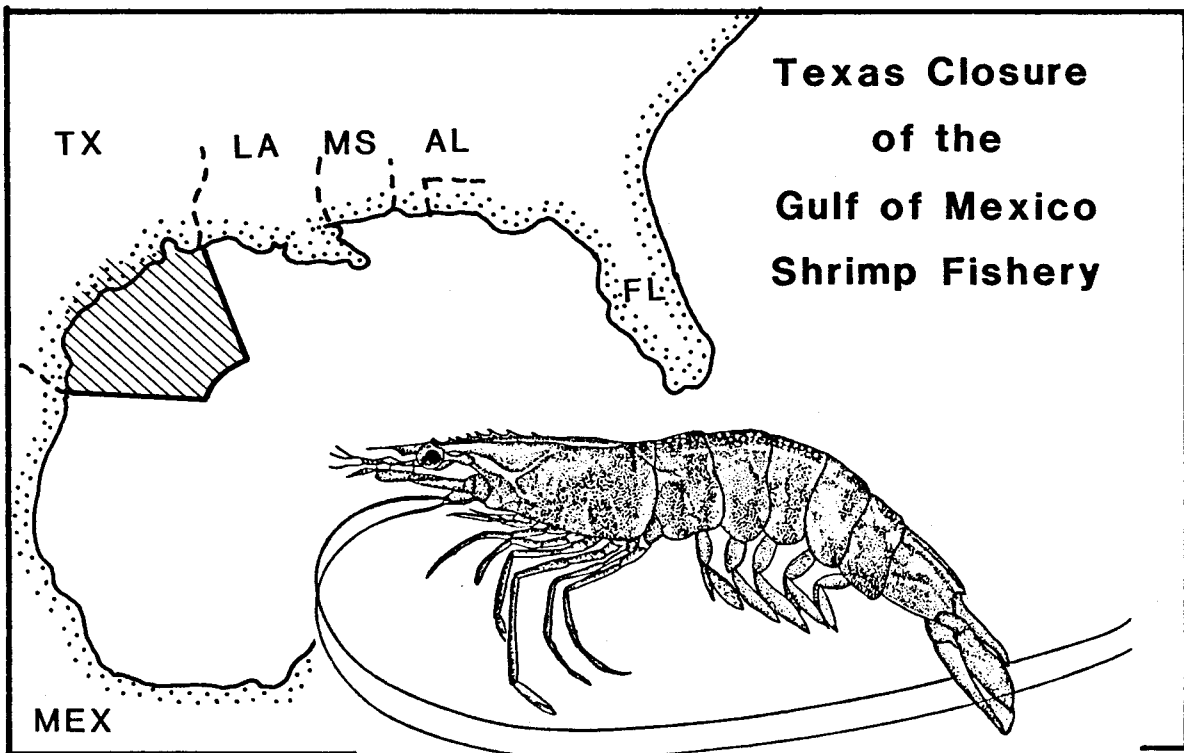 Texas Closure
of the
Gulf of Mexico
Shrimp Fishery
TX
LA
MS
AL
FL
MEX